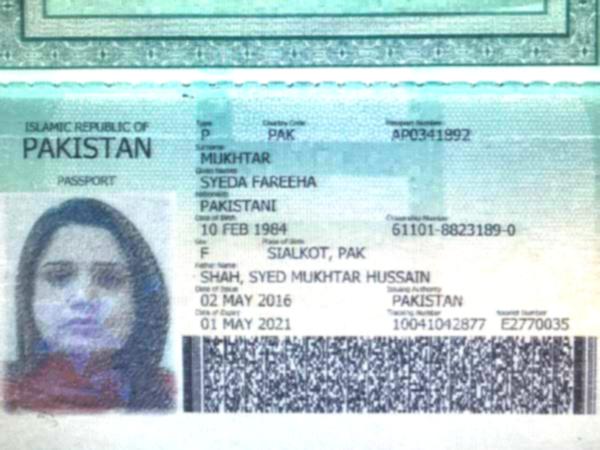 ISLAMIC REPUBLIC OF
PAKISTAN
PASSPORT
Type Country Code Passport Number
P PAK AP0341892
Surname
MUKHTAR
Given Names
SYEDA FAREEHA
Nationality
PAKISTANI
Date of Birth Citizenship Number
10 FEB 1984 61101-8823189-0
Sex Place of Birth
F SIALKOT, PAK
Father Name
SHAH, SYED MUKHTAR HUSSAIN
Date of Issue Issuing Authority
02 MAY 2016 PAKISTAN
Date of Expiry Tracking Number Booklet Number
01 MAY 2021 10041042877 E2770035